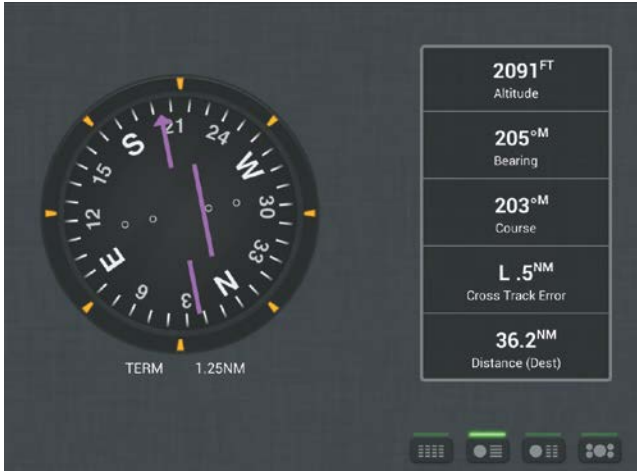 21
24
W
30
33
N
3
6
E
12
15
S
TERM 1.25NM
2091FT
Altitude
205°M
Bearing
203°M
Course
L .5NM
Cross Track Error
36.2NM
Distance (Dest)